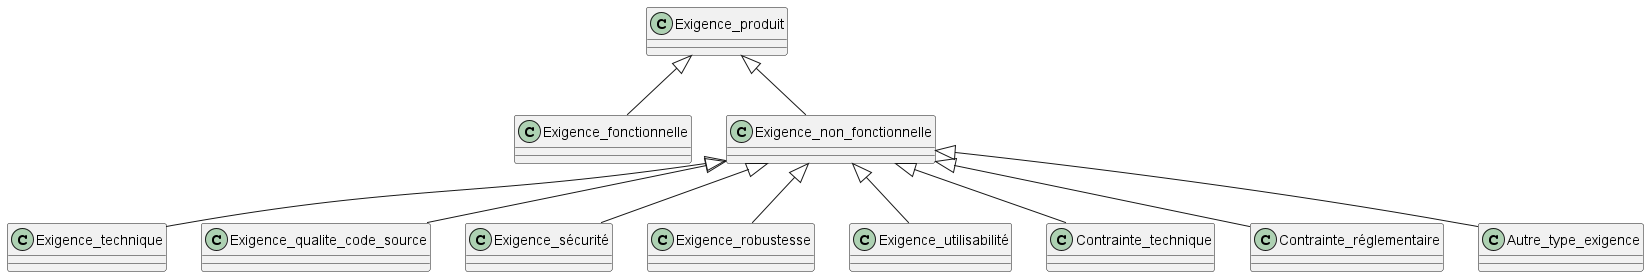 C Exigence_produit
C Exigence_fonctionnelle
C Exigence_non_fonctionnelle
C Exigence_technique
C Exigence_qualite_code_source
C Exigence_sécurité
C Exigence_robustesse
C Exigence_utilisabilité
C Contrainte_technique
C Contrainte_réglementaire
C Autre_type_exigence